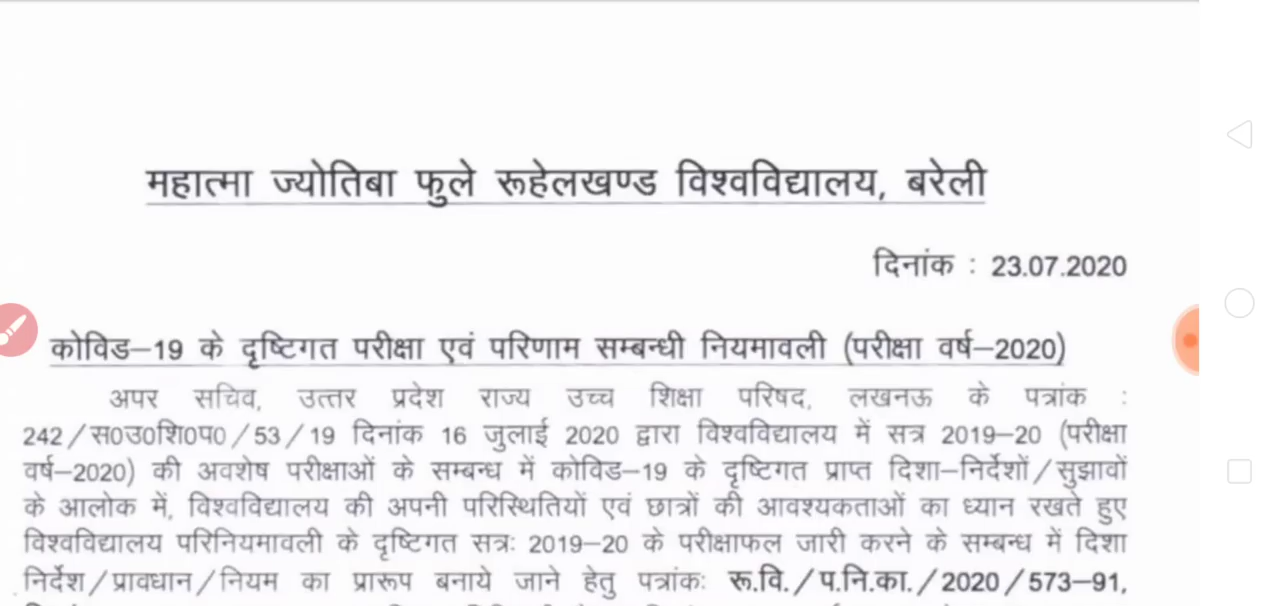 महात्मा ज्योतिबा फुले रूहेलखण्ड विश्वविद्यालय, बरेली
दिनांक : 23.07.2020
कोविड–19 के दृष्टिगत परीक्षा एवं परिणाम सम्बन्धी नियमावली (परीक्षा वर्ष–2020)
अपर सचिव, उत्तर प्रदेश राज्य उच्च शिक्षा परिषद, लखनऊ के पत्रांक :
242/स0उ0शि0प0/53/19 दिनांक 16 जुलाई 2020 द्वारा विश्वविद्यालय में सत्र 2019–20 (परीक्षा
वर्ष–2020) की अवशेष परीक्षाओं के सम्बन्ध में कोविड–19 के दृष्टिगत प्राप्त दिशा–निर्देशों/सुझावों
के आलोक में, विश्वविद्यालय की अपनी परिस्थितियों एवं छात्रों की आवश्यकताओं का ध्यान रखते हुए
विश्वविद्यालय परिनियमावली के दृष्टिगत सत्रः 2019–20 के परीक्षाफल जारी करने के सम्बन्ध में दिशा
निर्देश/प्रावधान/नियम का प्रारूप बनाये जाने हेतु पत्रांकः रू.वि./प.नि.का./2020/573–91,